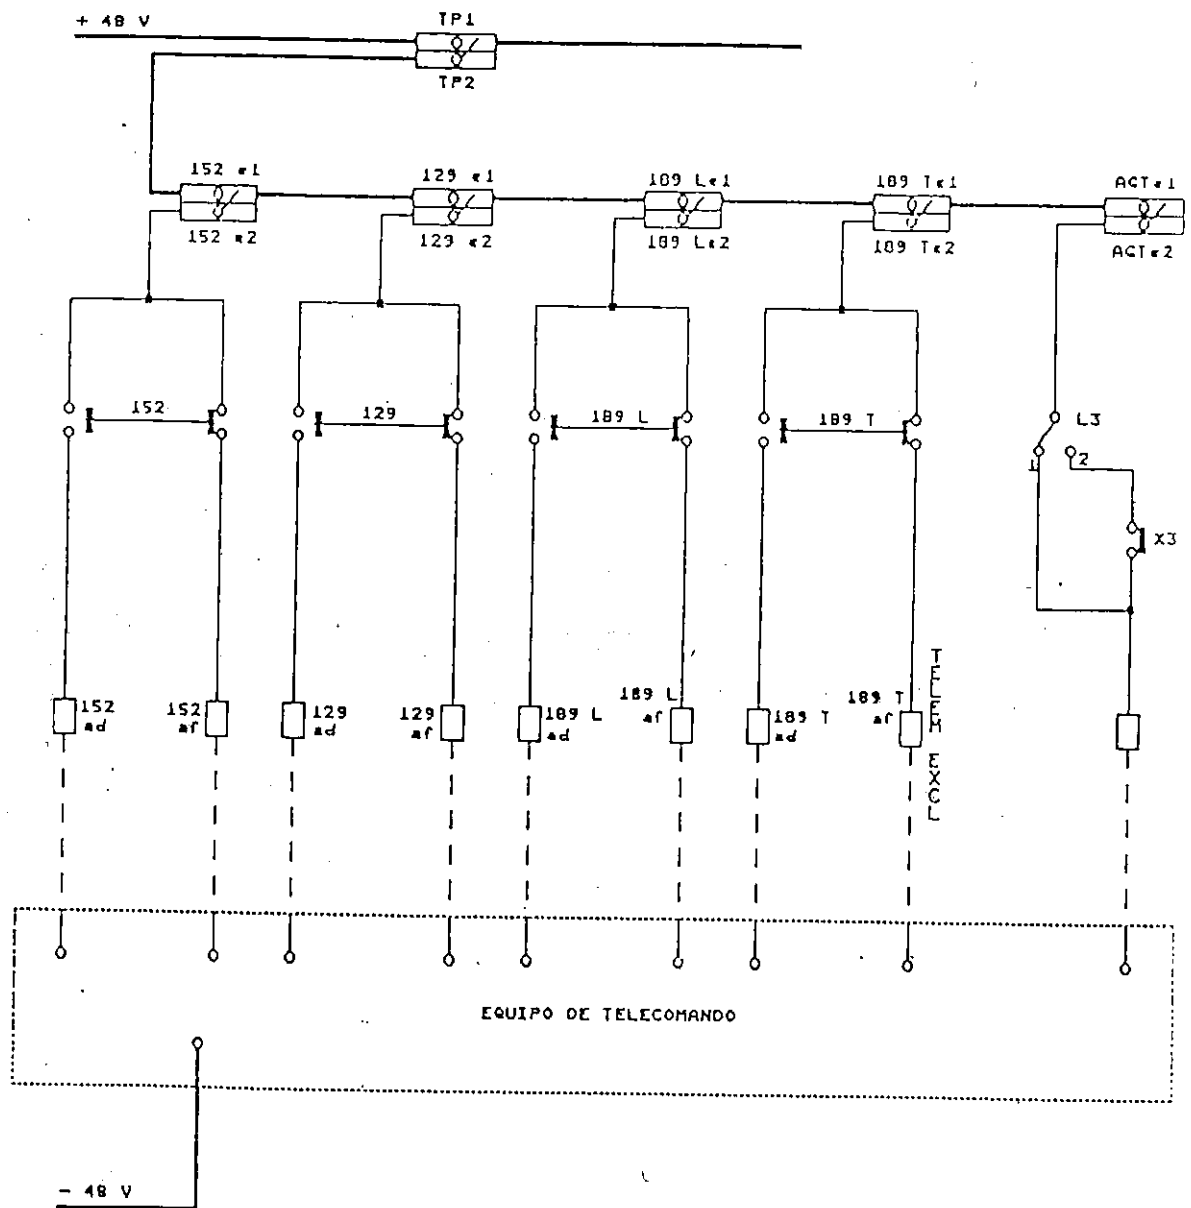 + 48 V
TP1
TP2
152 e1
152 e2
129 e1
129 e2
189 Le1
189 Le2
189 Te1
189 Te2
ACTe1
ACTe2
152
129
189 L
189 T
L3
1
2
X3
152 ad
152 af
129 ad
129 af
189 L ad
189 L af
189 T ad
189 T af
TELEM EXCL
EQUIPO DE TELECOMANDO
- 48 V